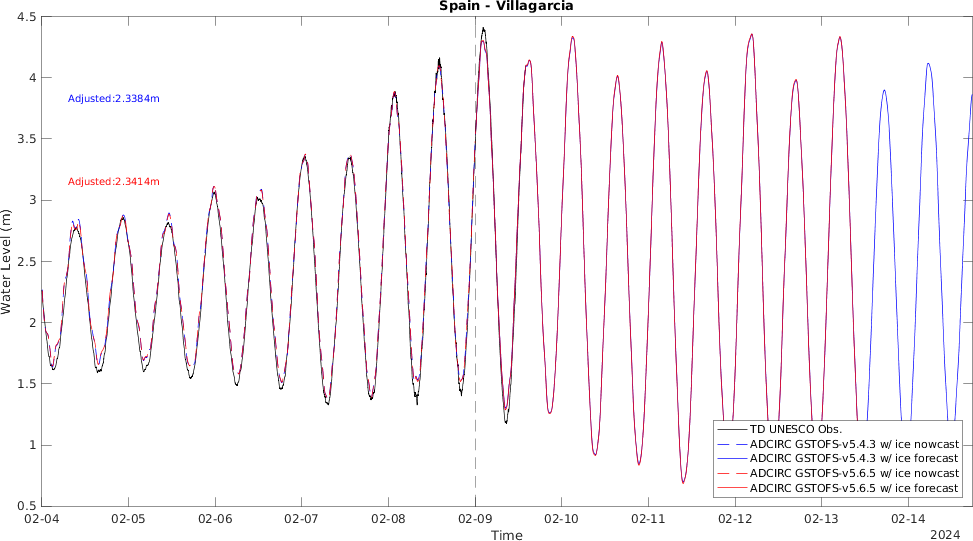 Spain - Villagarcia
4.5
4
3.5
3
2.5
2
1.5
1
0.5
Water Level (m)
Adjusted:2.3384m
Adjusted:2.3414m
TD UNESCO Obs.
ADCIRC GSTOFS-v5.4.3 w/ ice nowcast
ADCIRC GSTOFS-v5.4.3 w/ ice forecast
ADCIRC GSTOFS-v5.6.5 w/ ice nowcast
ADCIRC GSTOFS-v5.6.5 w/ ice forecast
02-04 02-05 02-06 02-07 02-08 02-09 02-10 02-11 02-12 02-13 02-14
Time
2024